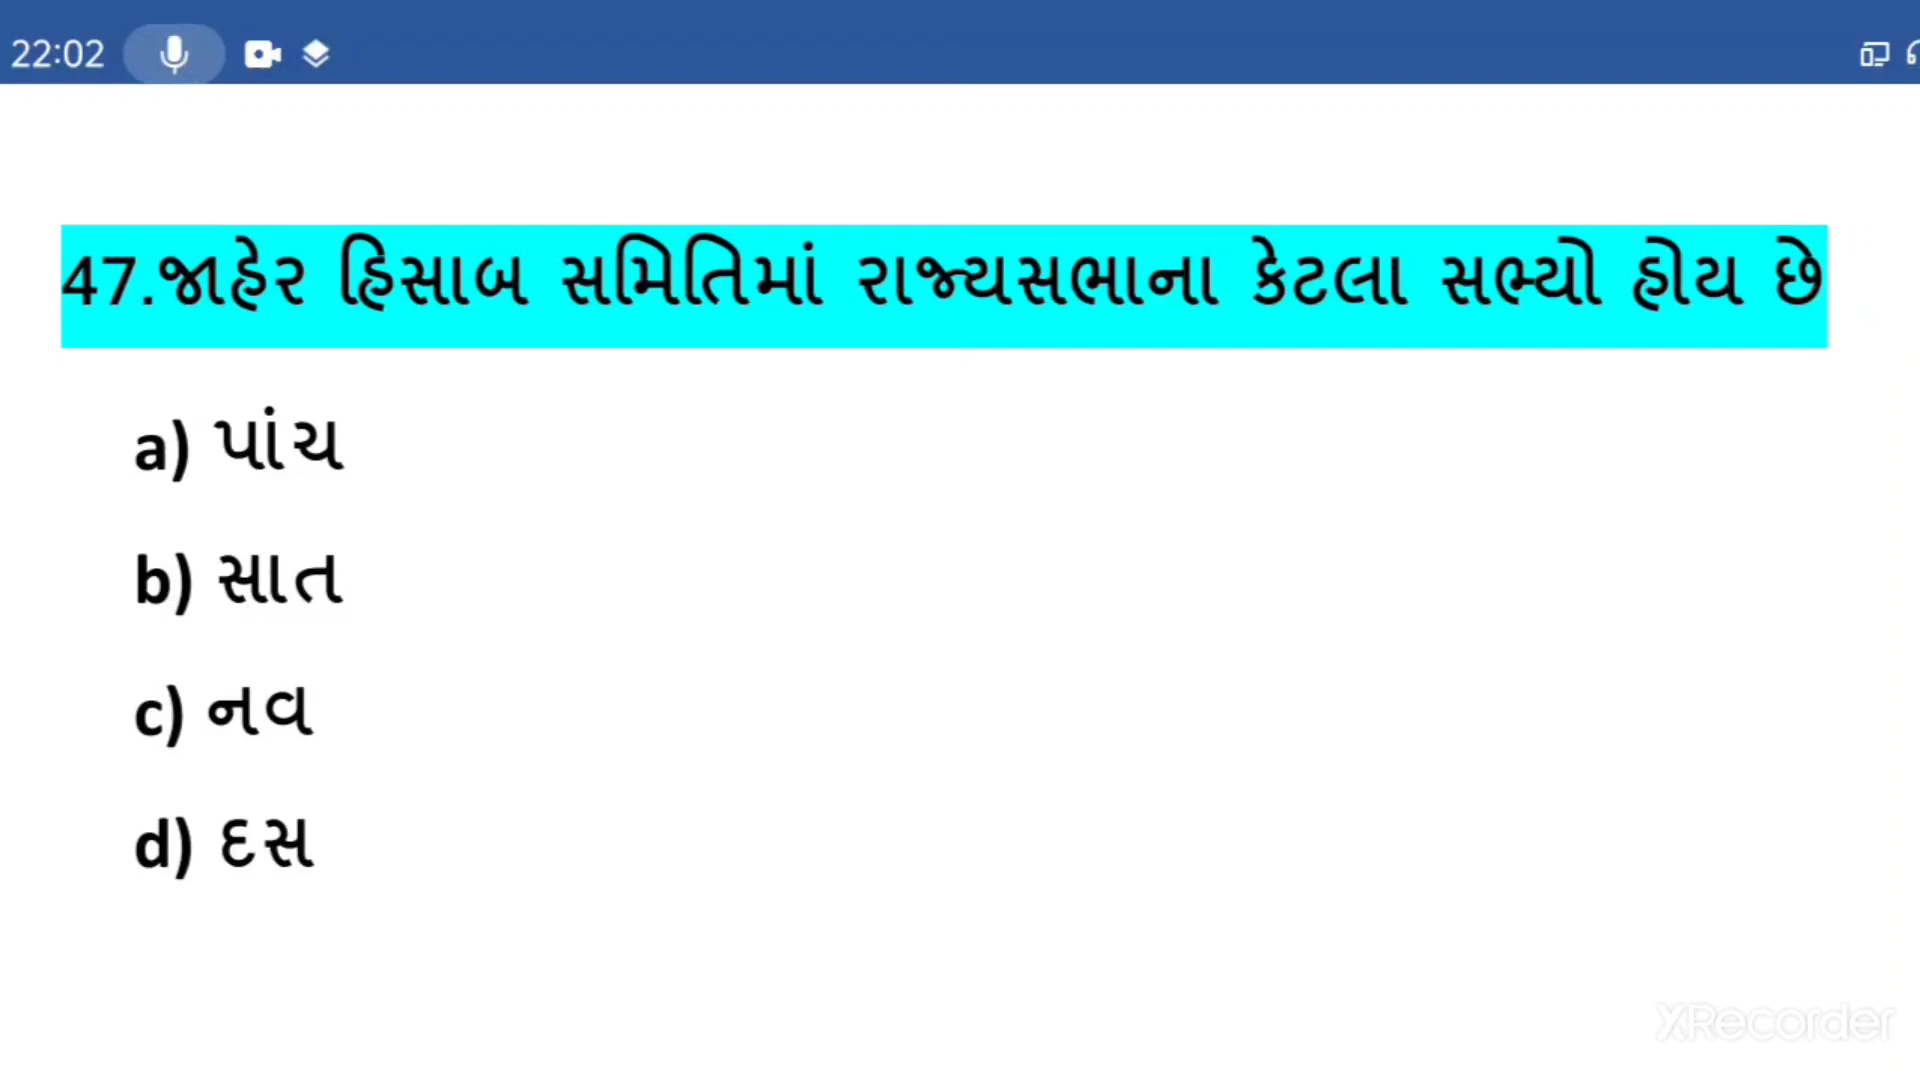 22:02
47.જાહેર હિસાબ સમિતિમાં રાજ્યસભાના કેટલા સભ્યો હોય છે
a) પાંચ
b) સાત
c) નવ
d) દસ
XRecorder